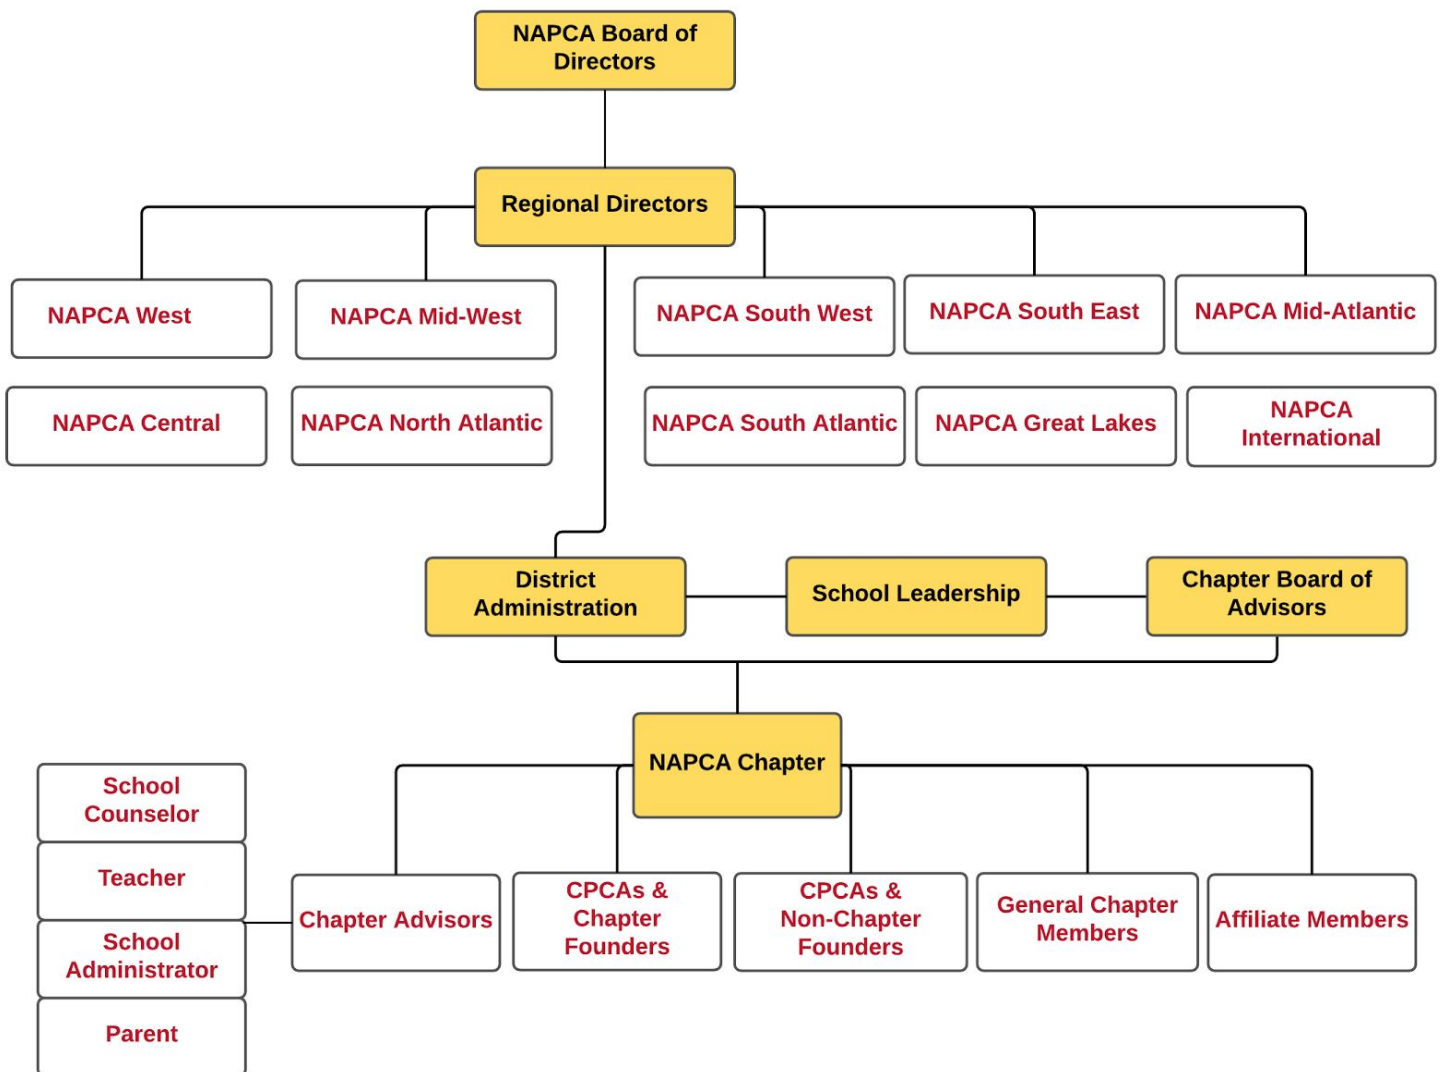 NAPCA Board of
Directors
Regional Directors
NAPCA West
NAPCA Mid-West
NAPCA South West
NAPCA South East
NAPCA Mid-Atlantic
NAPCA Central
NAPCA North Atlantic
NAPCA South Atlantic
NAPCA Great Lakes
NAPCA
International
District
Administration
School Leadership
Chapter Board of
Advisors
NAPCA Chapter
School
Counselor
Teacher
School
Administrator
Parent
Chapter Advisors
CPCAs &
Chapter
Founders
CPCAs &
Non-Chapter
Founders
General Chapter
Members
Affiliate Members